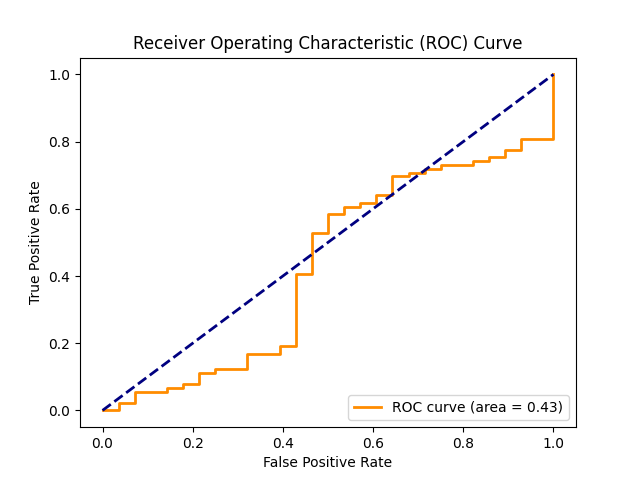 Receiver Operating Characteristic (ROC) Curve
True Positive Rate
1.0
0.8
0.6
0.4
0.2
0.0
ROC curve (area = 0.43)
0.0 0.2 0.4 0.6 0.8 1.0
False Positive Rate